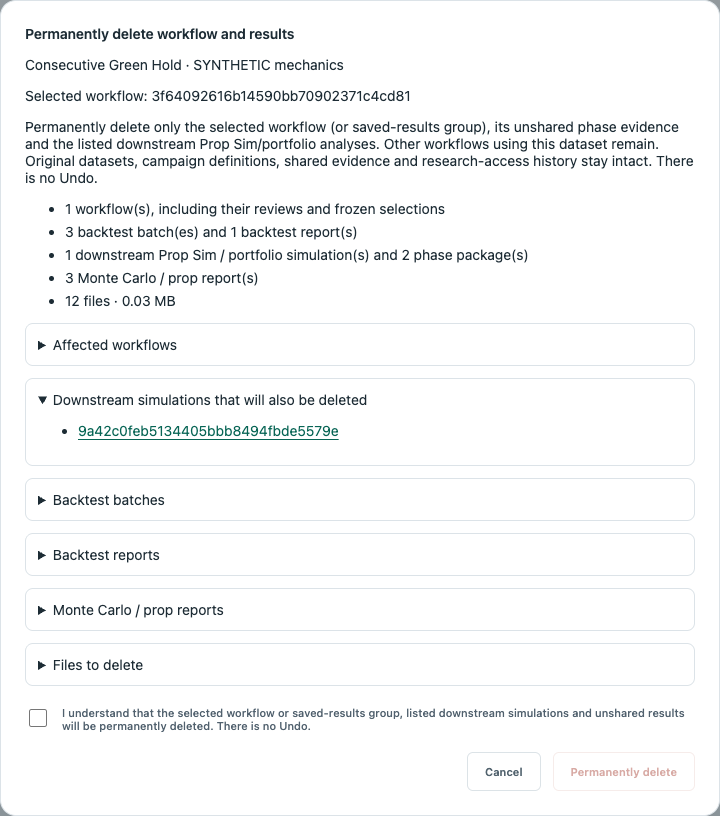 Permanently delete workflow and results
Consecutive Green Hold · SYNTHETIC mechanics
Selected workflow: 3f64092616b14590bb70902371c4cd81
Permanently delete only the selected workflow (or saved-results group), its unshared phase evidence
and the listed downstream Prop Sim/portfolio analyses. Other workflows using this dataset remain.
Original datasets, campaign definitions, shared evidence and research-access history stay intact. There
is no Undo.
• 1 workflow(s), including their reviews and frozen selections
• 3 backtest batch(es) and 1 backtest report(s)
• 1 downstream Prop Sim / portfolio simulation(s) and 2 phase package(s)
• 3 Monte Carlo / prop report(s)
• 12 files · 0.03 MB
▶ Affected workflows
▼ Downstream simulations that will also be deleted
• 9a42c0feb5134405bbb8494fbde5579e
▶ Backtest batches
▶ Backtest reports
▶ Monte Carlo / prop reports
▶ Files to delete
I understand that the selected workflow or saved-results group, listed downstream simulations and unshared results
will be permanently deleted. There is no Undo.
Cancel
Permanently delete